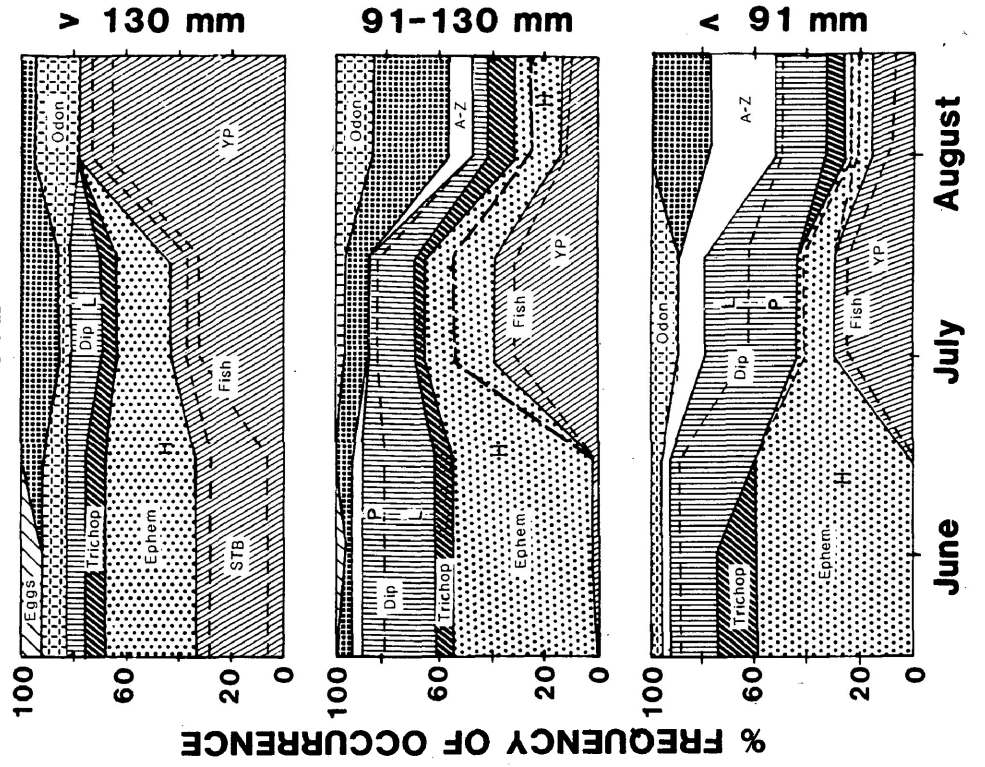 > 130 mm
91-130 mm
< 91 mm
100
60
20
0
Eggs
Odon
Dip
L
Trichop
Ephem
H
STB
Fish
YP
100
60
20
0
Odon
A-Z
P
L
Dip
Trichop
Ephem
H
H
Fish
YP
100
60
20
0
Odon
A-Z
L
P
Dip
Trichop
Ephem
H
Fish
YP
June
July
August
% FREQUENCY OF OCCURRENCE